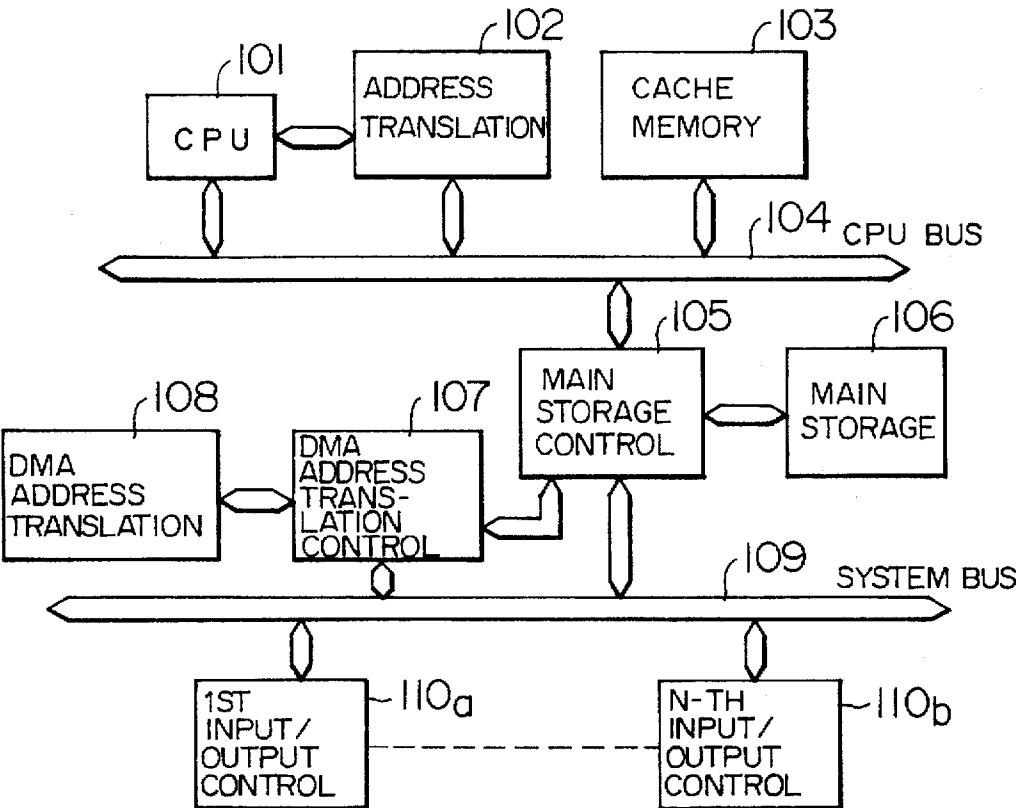 101
CPU
102
ADDRESS
TRANSLATION
103
CACHE
MEMORY
104
CPU BUS
105
MAIN
STORAGE
CONTROL
106
MAIN
STORAGE
108
DMA
ADDRESS
TRANSLATION
107
DMA
ADDRESS
TRANS-
LATION
CONTROL
109
SYSTEM BUS
1ST
INPUT/
OUTPUT
CONTROL
110a
N-TH
INPUT/
OUTPUT
CONTROL
110b